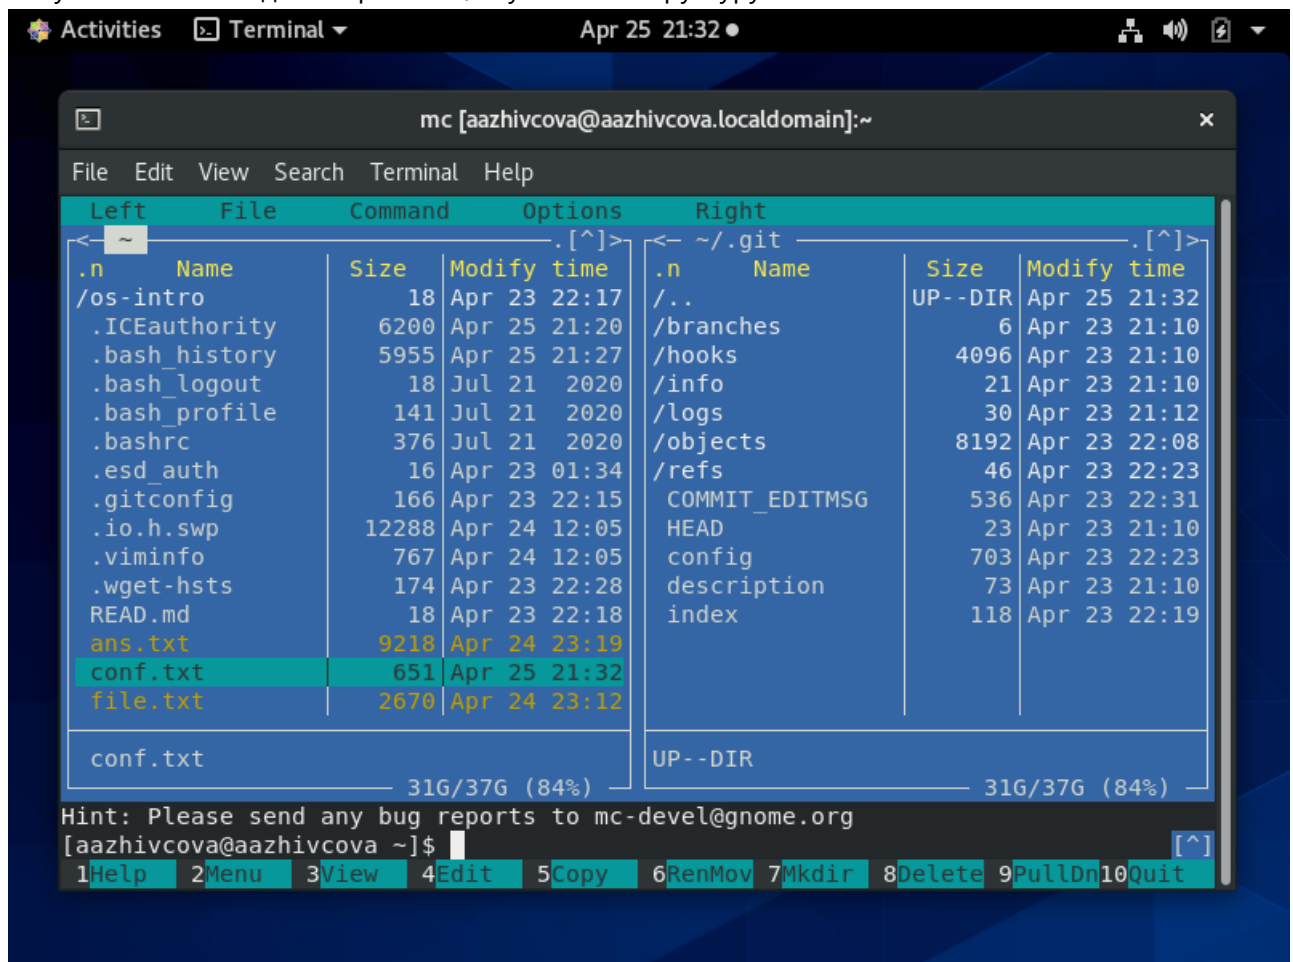 Activities Terminal Apr 25 21:32
mc [aazhivcova@aazhivcova.localdomain]:~ ×
File Edit View Search Terminal Help
Left File Command Options Right
<— ~ .[^]> <— ~/.git .[^]>
.n Name Size Modify time .n Name Size Modify time
/os-intro 18 Apr 23 22:17 /.. UP--DIR Apr 25 21:32
.ICEauthority 6200 Apr 25 21:20 /branches 6 Apr 23 21:10
.bash_history 5955 Apr 25 21:27 /hooks 4096 Apr 23 21:10
.bash_logout 18 Jul 21 2020 /info 21 Apr 23 21:10
.bash_profile 141 Jul 21 2020 /logs 30 Apr 23 21:12
.bashrc 376 Jul 21 2020 /objects 8192 Apr 23 22:08
.esd_auth 16 Apr 23 01:34 /refs 46 Apr 23 22:23
.gitconfig 166 Apr 23 22:15 COMMIT_EDITMSG 536 Apr 23 22:31
.io.h.swp 12288 Apr 24 12:05 HEAD 23 Apr 23 21:10
.viminfo 767 Apr 24 12:05 config 703 Apr 23 22:23
.wget-hsts 174 Apr 23 22:28 description 73 Apr 23 21:10
READ.md 18 Apr 23 22:18 index 118 Apr 23 22:19
ans.txt 9218 Apr 24 23:19
conf.txt 651 Apr 25 21:32
file.txt 2670 Apr 24 23:12
conf.txt UP--DIR
31G/37G (84%) 31G/37G (84%)
Hint: Please send any bug reports to mc-devel@gnome.org
[aazhivcova@aazhivcova ~]$ [^]
1Help 2Menu 3View 4Edit 5Copy 6RenMov 7Mkdir 8Delete 9PullDn 10Quit